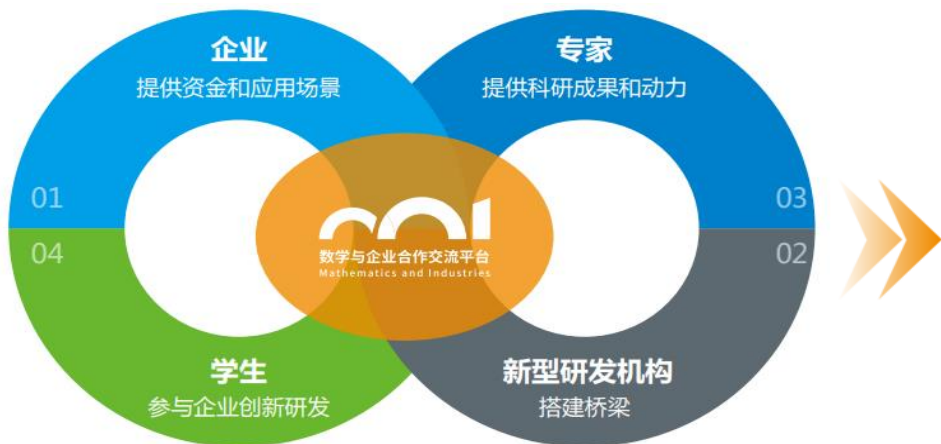 企业
提供资金和应用场景
01
专家
提供科研成果和动力
03
数学与企业合作交流平台
Mathematics and Industries
04
学生
参与企业创新研发
02
新型研发机构
搭建桥梁